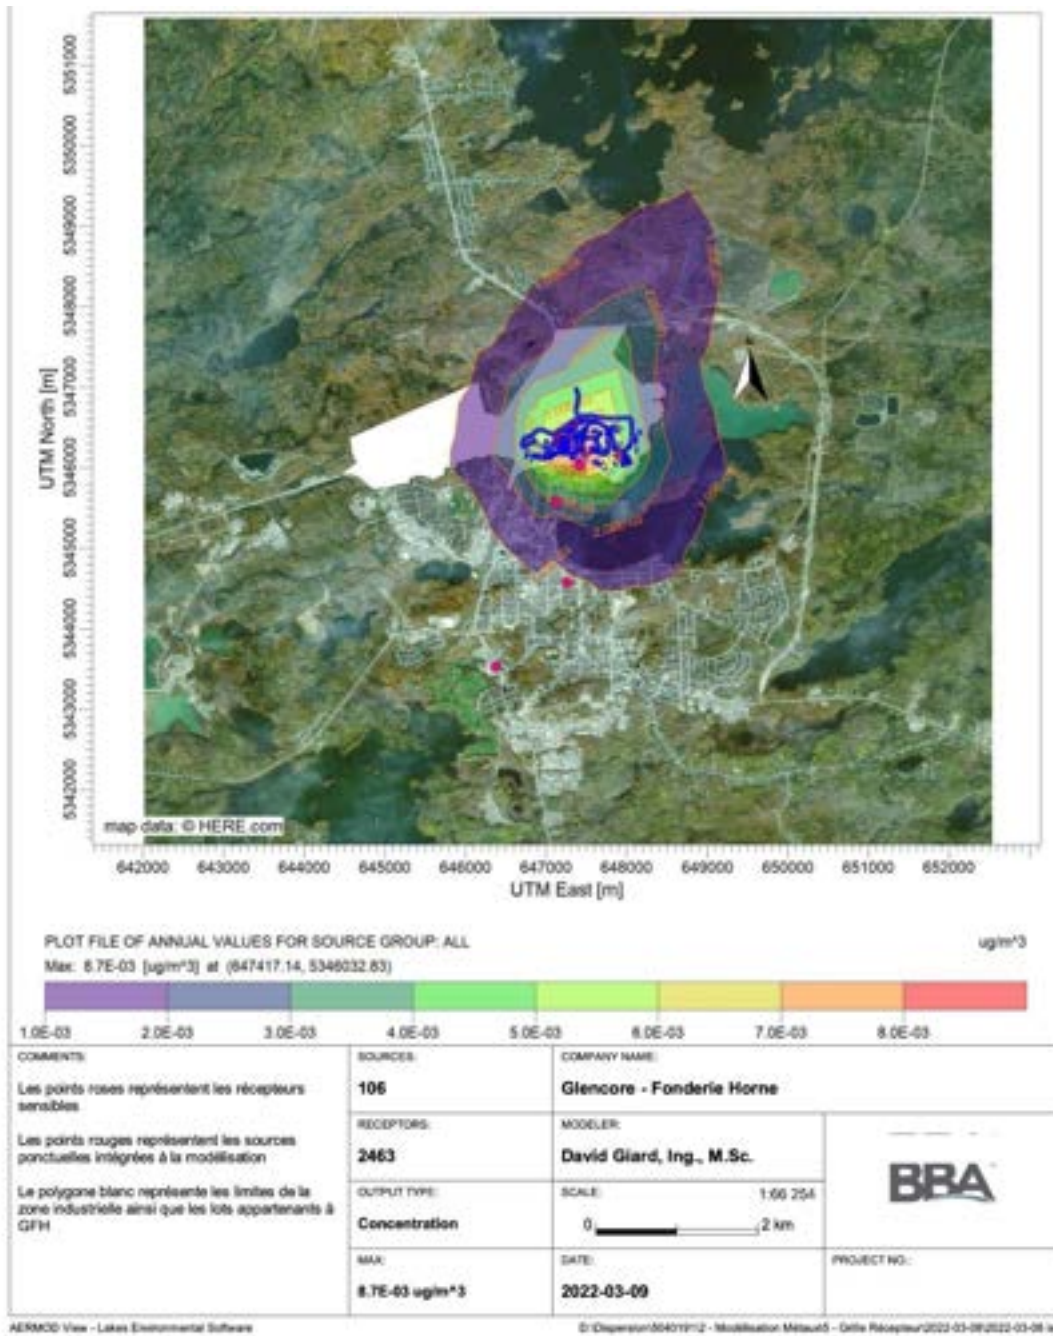 5351000
5350000
5349000
5348000
5347000
5346000
5345000
5344000
5343000
5342000
UTM North [m]
map data: © HERE.com
642000 643000 644000 645000 646000 647000 648000 649000 650000 651000 652000
UTM East [m]
PLOT FILE OF ANNUAL VALUES FOR SOURCE GROUP: ALL
ug/m^3
Max: 8.7E-03 [ug/m^3] at (647417.14, 5346032.83)
1.0E-03 2.0E-03 3.0E-03 4.0E-03 5.0E-03 6.0E-03 7.0E-03 8.0E-03
COMMENTS:
Les points roses représentent les récepteurs
sensibles
Les points rouges représentent les sources
ponctuelles intégrées à la modélisation
Le polygone blanc représente les limites de la
zone industrielle ainsi que les lots appartenants à
GFH
SOURCES:
106
COMPANY NAME:
Glencore - Fonderie Horne
RECEPTORS:
2463
MODELER:
David Giard, Ing., M.Sc.
OUTPUT TYPE:
Concentration
SCALE:
1:66 254
0 2 km
BBA
MAX:
8.7E-03 ug/m^3
DATE:
2022-03-09
PROJECT NO.:
AERMOD View - Lakes Environmental Software